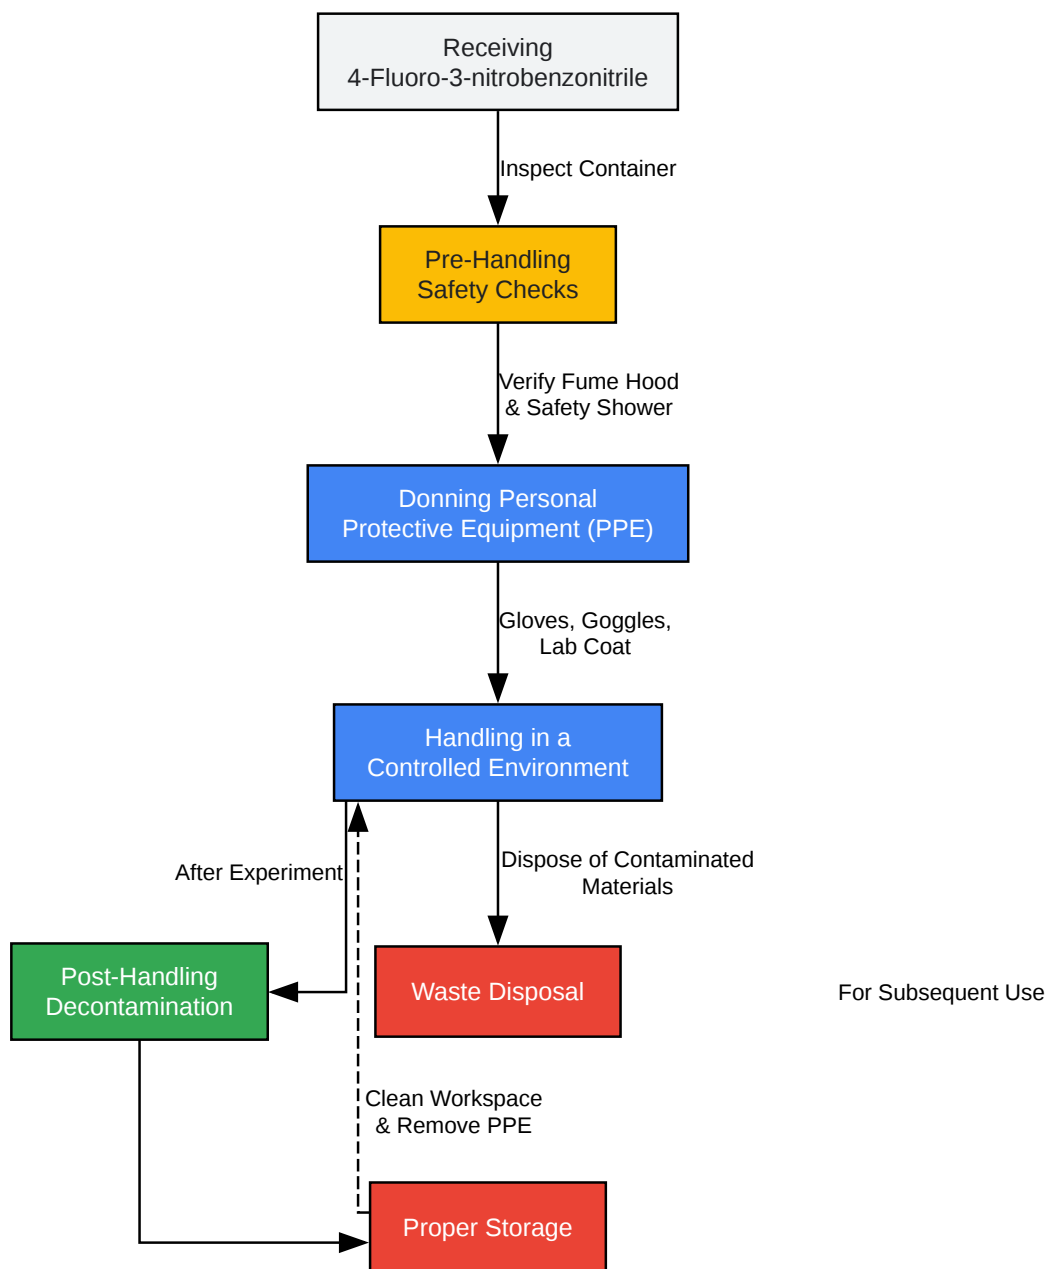 Receiving
4-Fluoro-3-nitrobenzonitrile
Inspect Container
Pre-Handling
Safety Checks
Verify Fume Hood
& Safety Shower
Donning Personal
Protective Equipment (PPE)
Gloves, Goggles,
Lab Coat
Handling in a
Controlled Environment
After Experiment
Dispose of Contaminated
Materials
Post-Handling
Decontamination
Waste Disposal
For Subsequent Use
Clean Workspace
& Remove PPE
Proper Storage